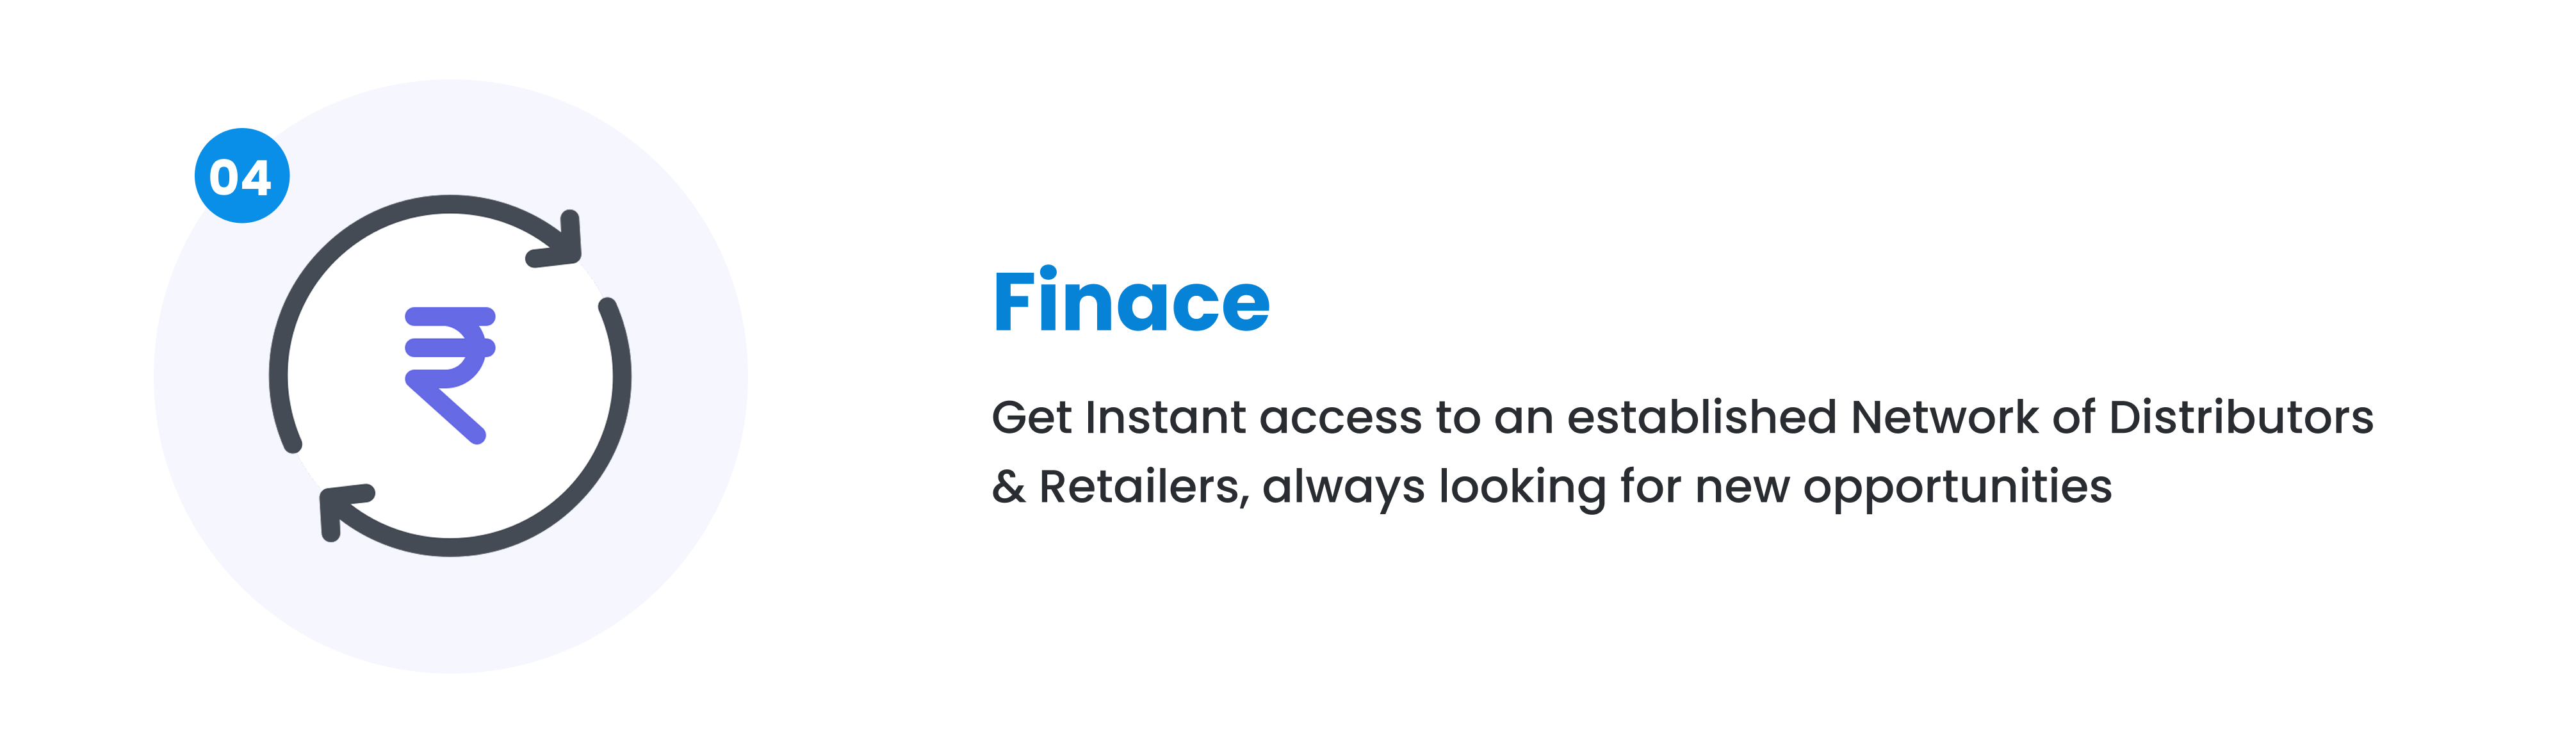 04
₹
Finace
Get Instant access to an established Network of Distributors
& Retailers, always looking for new opportunities